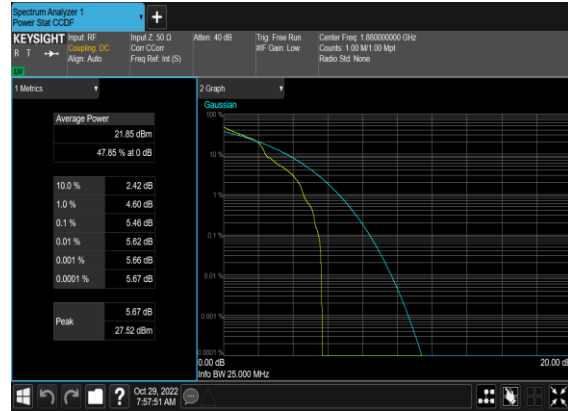 Spectrum Analyzer 1
Power Stat CCDF
KEYSIGHT
R T
LXI
Input: RF
Coupling: DC
Align: Auto
Input Z: 50 Ω
Corr CCorr
Freq Ref: Int (S)
Atten: 40 dB
Trig: Free Run
#IF Gain: Low
Center Freq: 1.880000000 GHz
Counts: 1.00 M/1.00 Mpt
Radio Std: None
1 Metrics
Average Power
21.85 dBm
47.85 % at 0 dB
10.0 % 2.42 dB
1.0 % 4.60 dB
0.1 % 5.46 dB
0.01 % 5.62 dB
0.001 % 5.66 dB
0.0001 % 5.67 dB
Peak
5.67 dB
27.52 dBm
2 Graph
Gaussian
100 %
10 %
1 %
0.1 %
0.01 %
0.001 %
0.0001 %
0.00 dB
20.00 dB
Info BW 25.000 MHz
?
Oct 29, 2022
7:57:51 AM